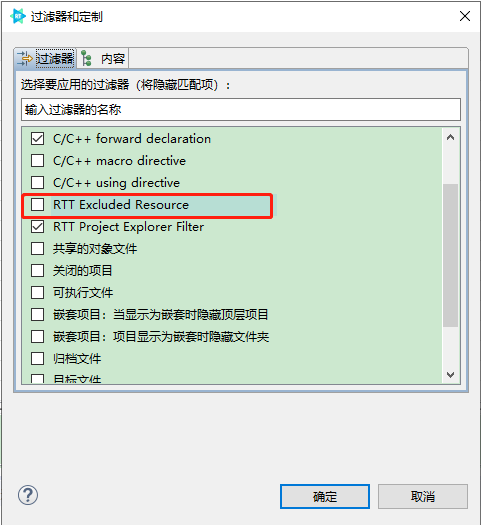 过滤器和定制
过滤器
内容
选择要应用的过滤器（将隐藏匹配项）：
输入过滤器的名称
C/C++ forward declaration
C/C++ macro directive
C/C++ using directive
RTT Excluded Resource
RTT Project Explorer Filter
共享的对象文件
关闭的项目
可执行文件
嵌套项目：当显示为嵌套时隐藏顶层项目
嵌套项目：项目显示为嵌套时隐藏文件夹
归档文件
目标文件
确定
取消